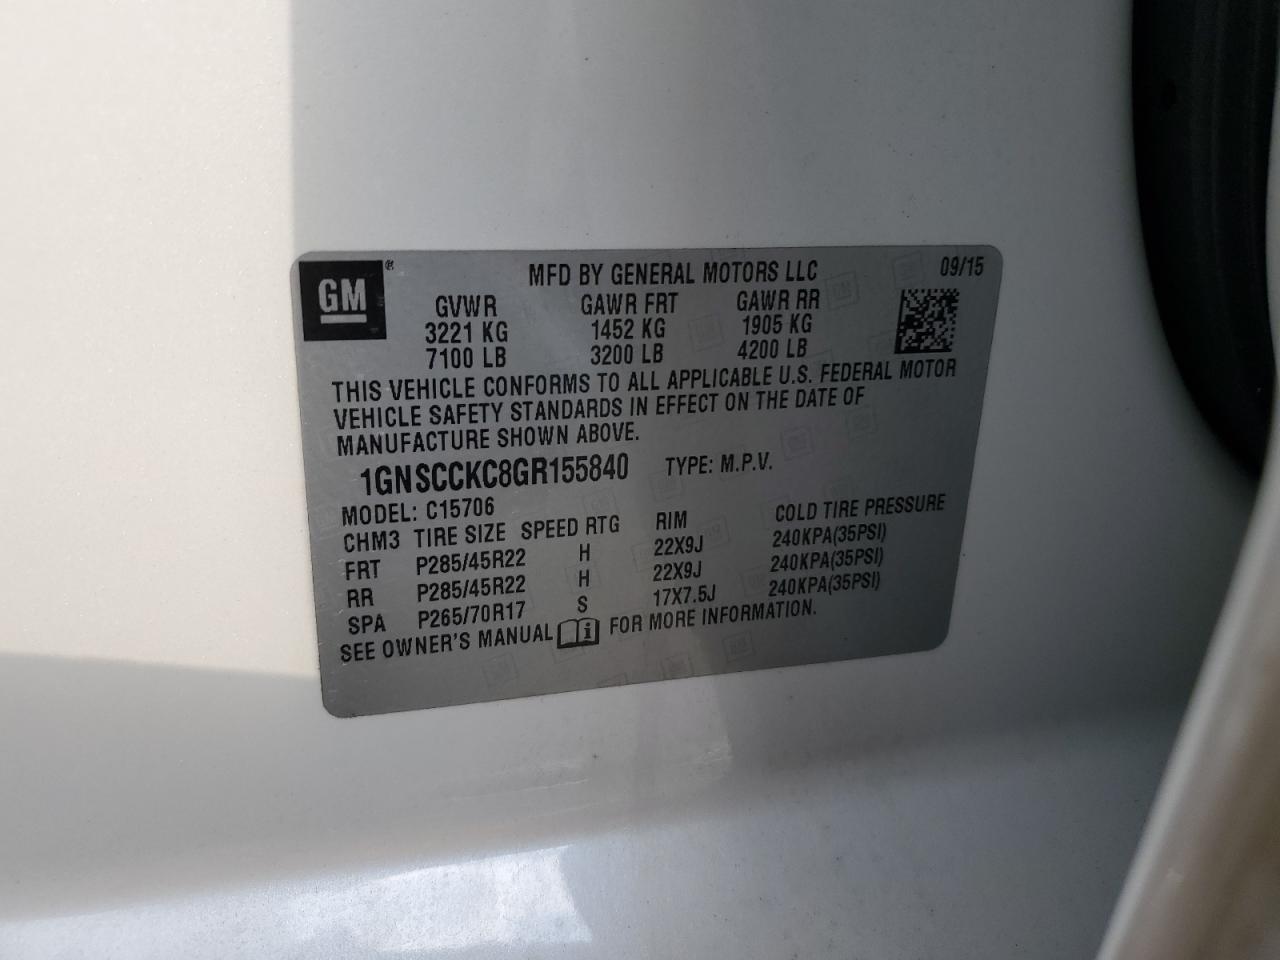 GM ® MFD BY GENERAL MOTORS LLC 09/15
GVWR GAWR FRT GAWR RR
3221 KG 1452 KG 1905 KG
7100 LB 3200 LB 4200 LB
THIS VEHICLE CONFORMS TO ALL APPLICABLE U.S. FEDERAL MOTOR
VEHICLE SAFETY STANDARDS IN EFFECT ON THE DATE OF
MANUFACTURE SHOWN ABOVE.
1GNSCCKC8GR155840 TYPE: M.P.V.
MODEL: C15706
CHM3 TIRE SIZE SPEED RTG RIM COLD TIRE PRESSURE
FRT P285/45R22 H 22X9J 240KPA(35PSI)
RR P285/45R22 H 22X9J 240KPA(35PSI)
SPA P265/70R17 S 17X7.5J 240KPA(35PSI)
SEE OWNER'S MANUAL i FOR MORE INFORMATION.